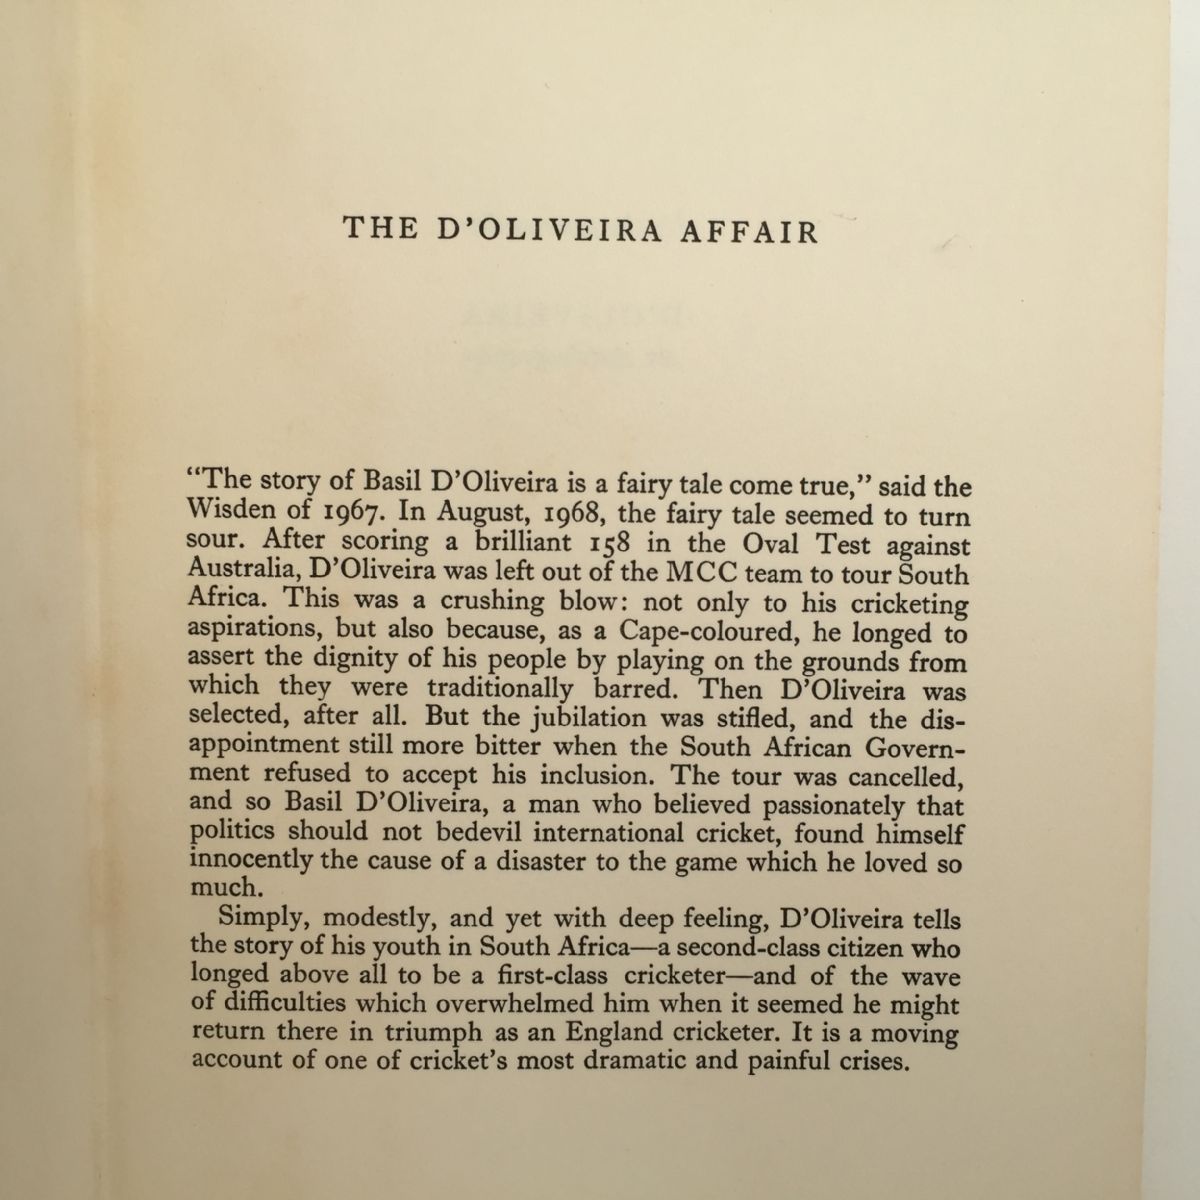 THE D'OLIVEIRA AFFAIR
“The story of Basil D’Oliveira is a fairy tale come true,” said the
Wisden of 1967. In August, 1968, the fairy tale seemed to turn
sour. After scoring a brilliant 158 in the Oval Test against
Australia, D’Oliveira was left out of the MCC team to tour South
Africa. This was a crushing blow: not only to his cricketing
aspirations, but also because, as a Cape-coloured, he longed to
assert the dignity of his people by playing on the grounds from
which they were traditionally barred. Then D’Oliveira was
selected, after all. But the jubilation was stifled, and the dis-
appointment still more bitter when the South African Govern-
ment refused to accept his inclusion. The tour was cancelled,
and so Basil D’Oliveira, a man who believed passionately that
politics should not bedevil international cricket, found himself
innocently the cause of a disaster to the game which he loved so
much.
Simply, modestly, and yet with deep feeling, D’Oliveira tells
the story of his youth in South Africa—a second-class citizen who
longed above all to be a first-class cricketer—and of the wave
of difficulties which overwhelmed him when it seemed he might
return there in triumph as an England cricketer. It is a moving
account of one of cricket’s most dramatic and painful crises.